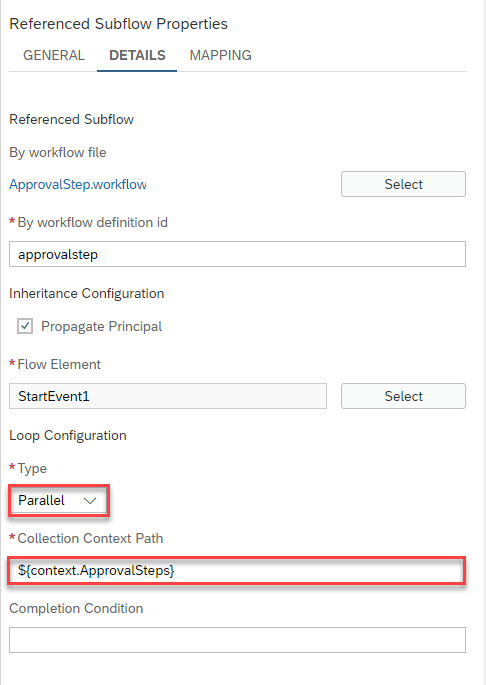 Referenced Subflow Properties
GENERAL DETAILS MAPPING
Referenced Subflow
By workflow file
ApprovalStep.workflow Select
*By workflow definition id
approvalstep
Inheritance Configuration
Propagate Principal
*Flow Element
StartEvent1 Select
Loop Configuration
*Type
Parallel
*Collection Context Path
${context.ApprovalSteps}
Completion Condition